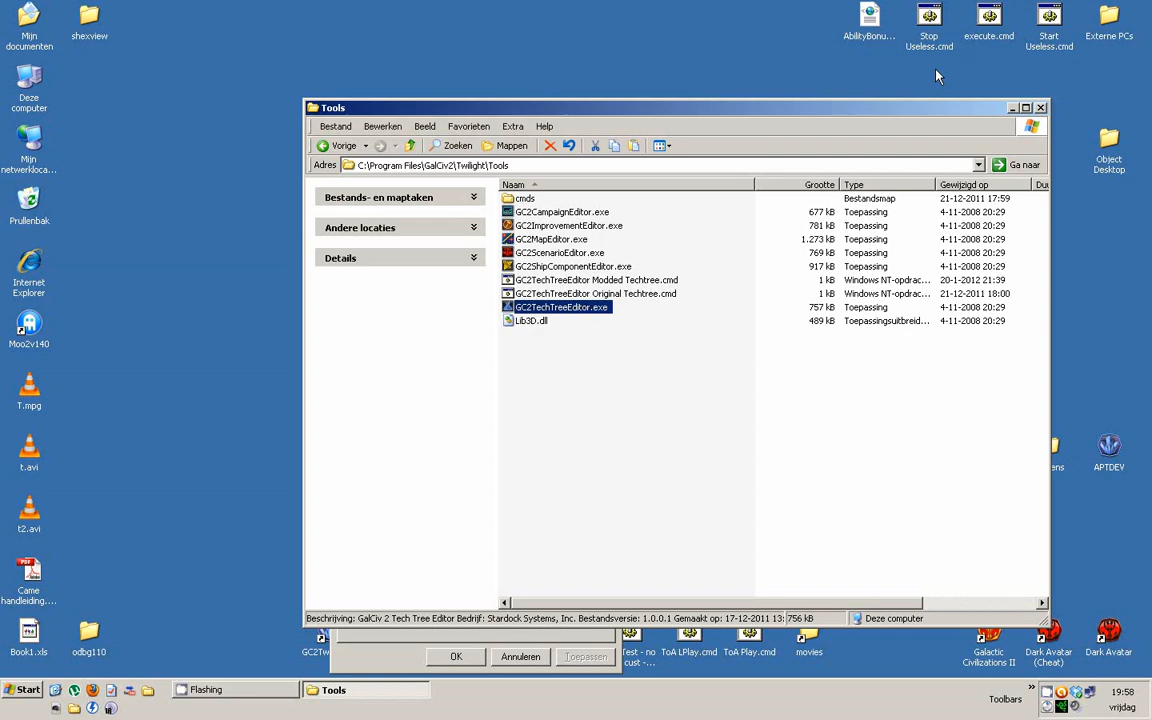 Mijn documenten
shexview
AbilityBonu...
Stop Useless.cmd
execute.cmd
Start Useless.cmd
Externe PCs
Deze computer
Mijn netwerkloca...
Prullenbak
Internet Explorer
Moo2v140
T.mpg
t.avi
t2.avi
Came handleiding....
Book1.xls
odbg110
Object Desktop
APTDEV
Tools
Bestand Bewerken Beeld Favorieten Extra Help
Vorige Zoeken Mappen
Adres C:\Program Files\GalCiv2\Twilight\Tools Ga naar
Bestands- en maptaken
Andere locaties
Details
Naam Grootte Type Gewijzigd op Du
cmds Bestandsmap 21-12-2011 17:59
GC2CampaignEditor.exe 677 kB Toepassing 4-11-2008 20:29
GC2ImprovementEditor.exe 781 kB Toepassing 4-11-2008 20:29
GC2MapEditor.exe 1.273 kB Toepassing 4-11-2008 20:29
GC2ScenarioEditor.exe 769 kB Toepassing 4-11-2008 20:29
GC2ShipComponentEditor.exe 917 kB Toepassing 4-11-2008 20:29
GC2TechTreeEditor Modded Techtree.cmd 1 kB Windows NT-opdrac... 20-1-2012 21:39
GC2TechTreeEditor Original Techtree.cmd 1 kB Windows NT-opdrac... 21-12-2011 18:00
GC2TechTreeEditor.exe 757 kB Toepassing 4-11-2008 20:29
Lib3D.dll 489 kB Toepassingsuitbreid... 4-11-2008 20:29
Beschrijving: GalCiv 2 Tech Tree Editor Bedrijf: Stardock Systems, Inc. Bestandsversie: 1.0.0.1 Gemaakt op: 17-12-2011 13: 756 kB Deze computer
ens
GC2Tw
OK Annuleren Toepassen
Test - no cust - ...
ToA LPlay.cmd
ToA Play.cmd
movies
Galactic Civilizations II
Dark Avatar (Cheat)
Dark Avatar
Start Flashing Tools Toolbars » 19:58
vrijdag